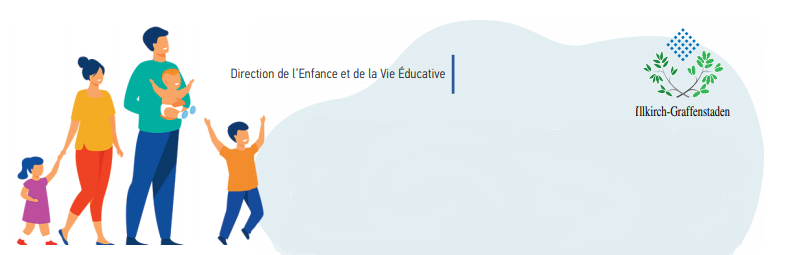 Direction de l'Enfance et de la Vie Éducative
Illkirch-Graffenstaden